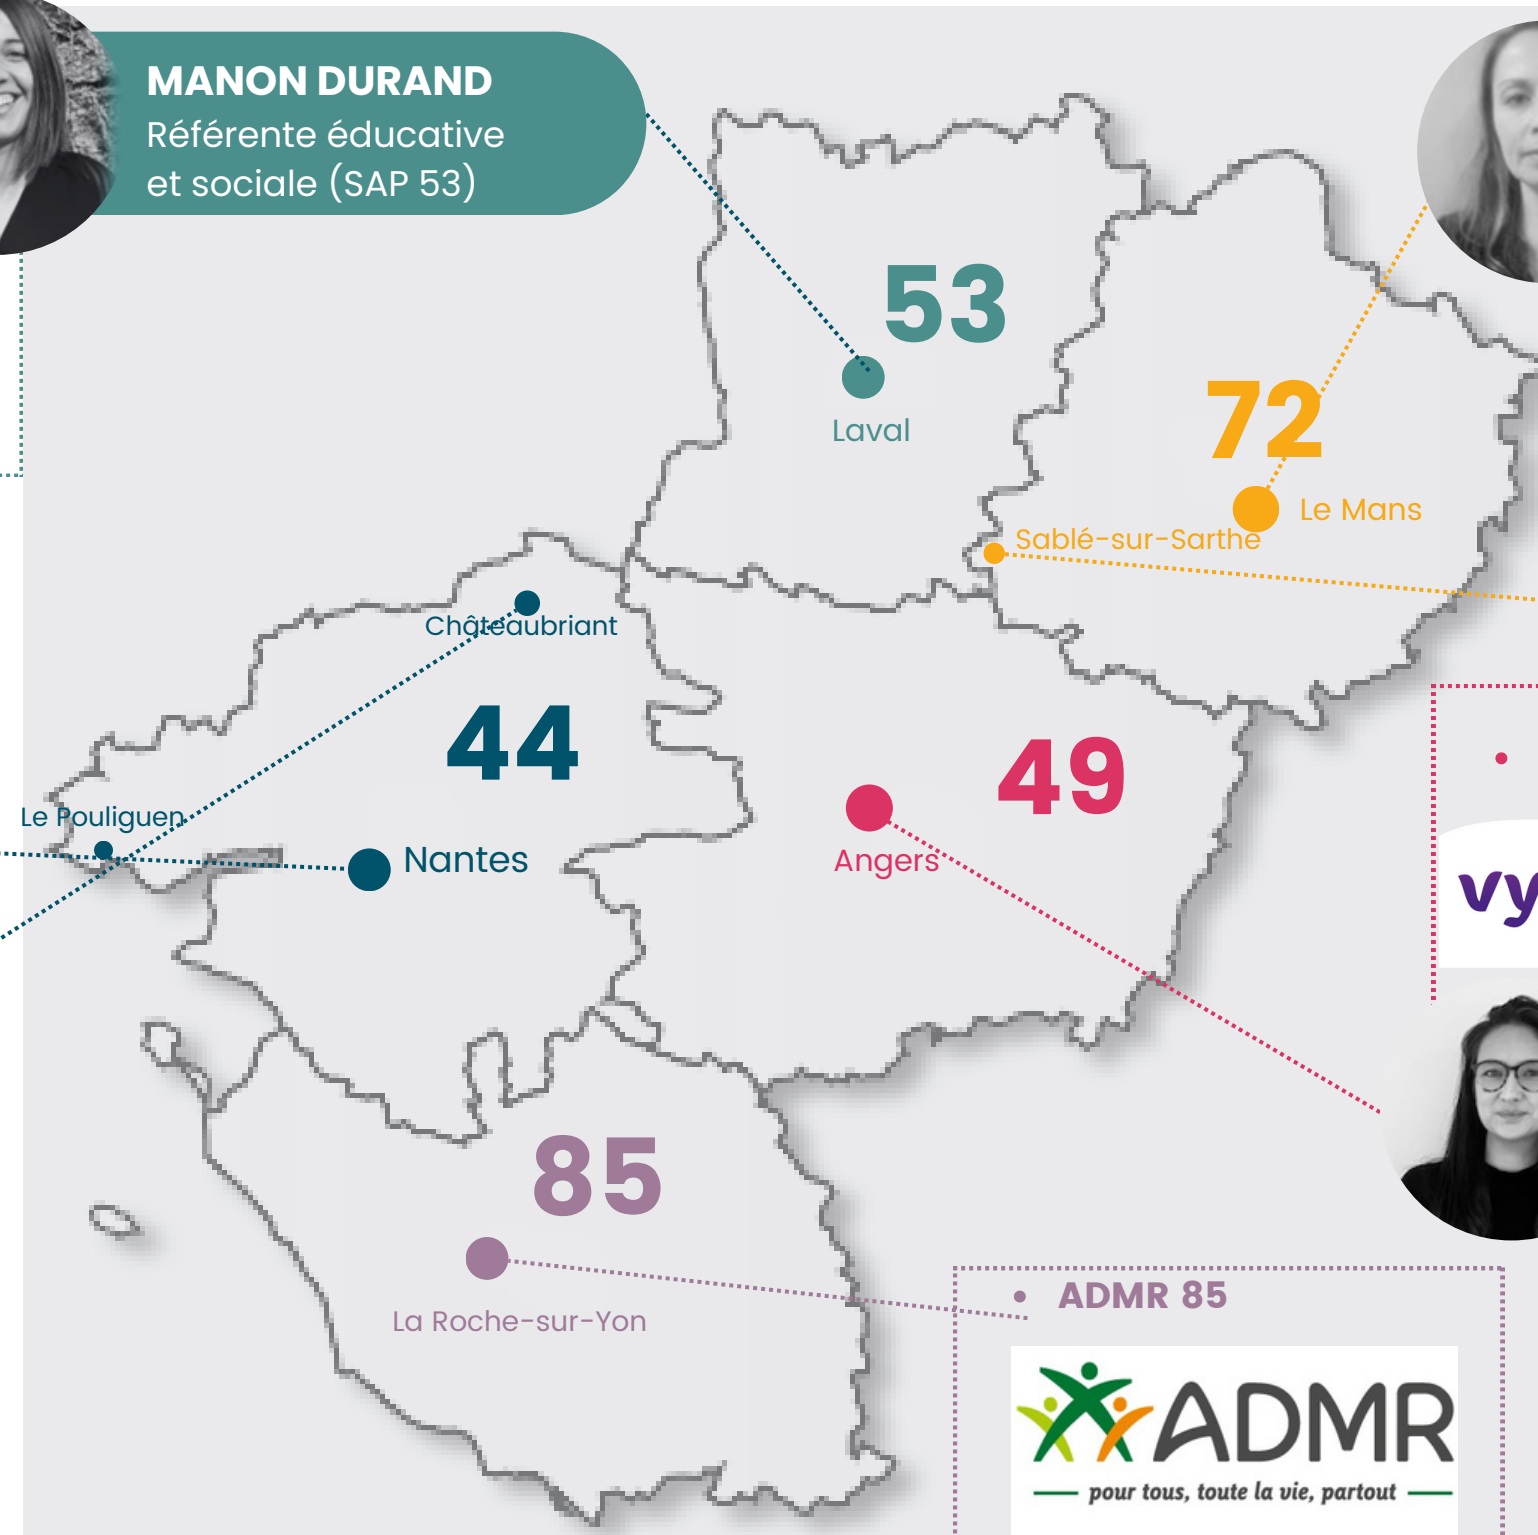 MANON DURAND
Référente éducative
et sociale (SAP 53)
53
Laval
72
Le Mans
Sablé-sur-Sarthe
Châteaubriant
44
49
Le Pouliguen
Nantes
Angers
vy
85
La Roche-sur-Yon
• ADMR 85
ADMR
pour tous, toute la vie, partout